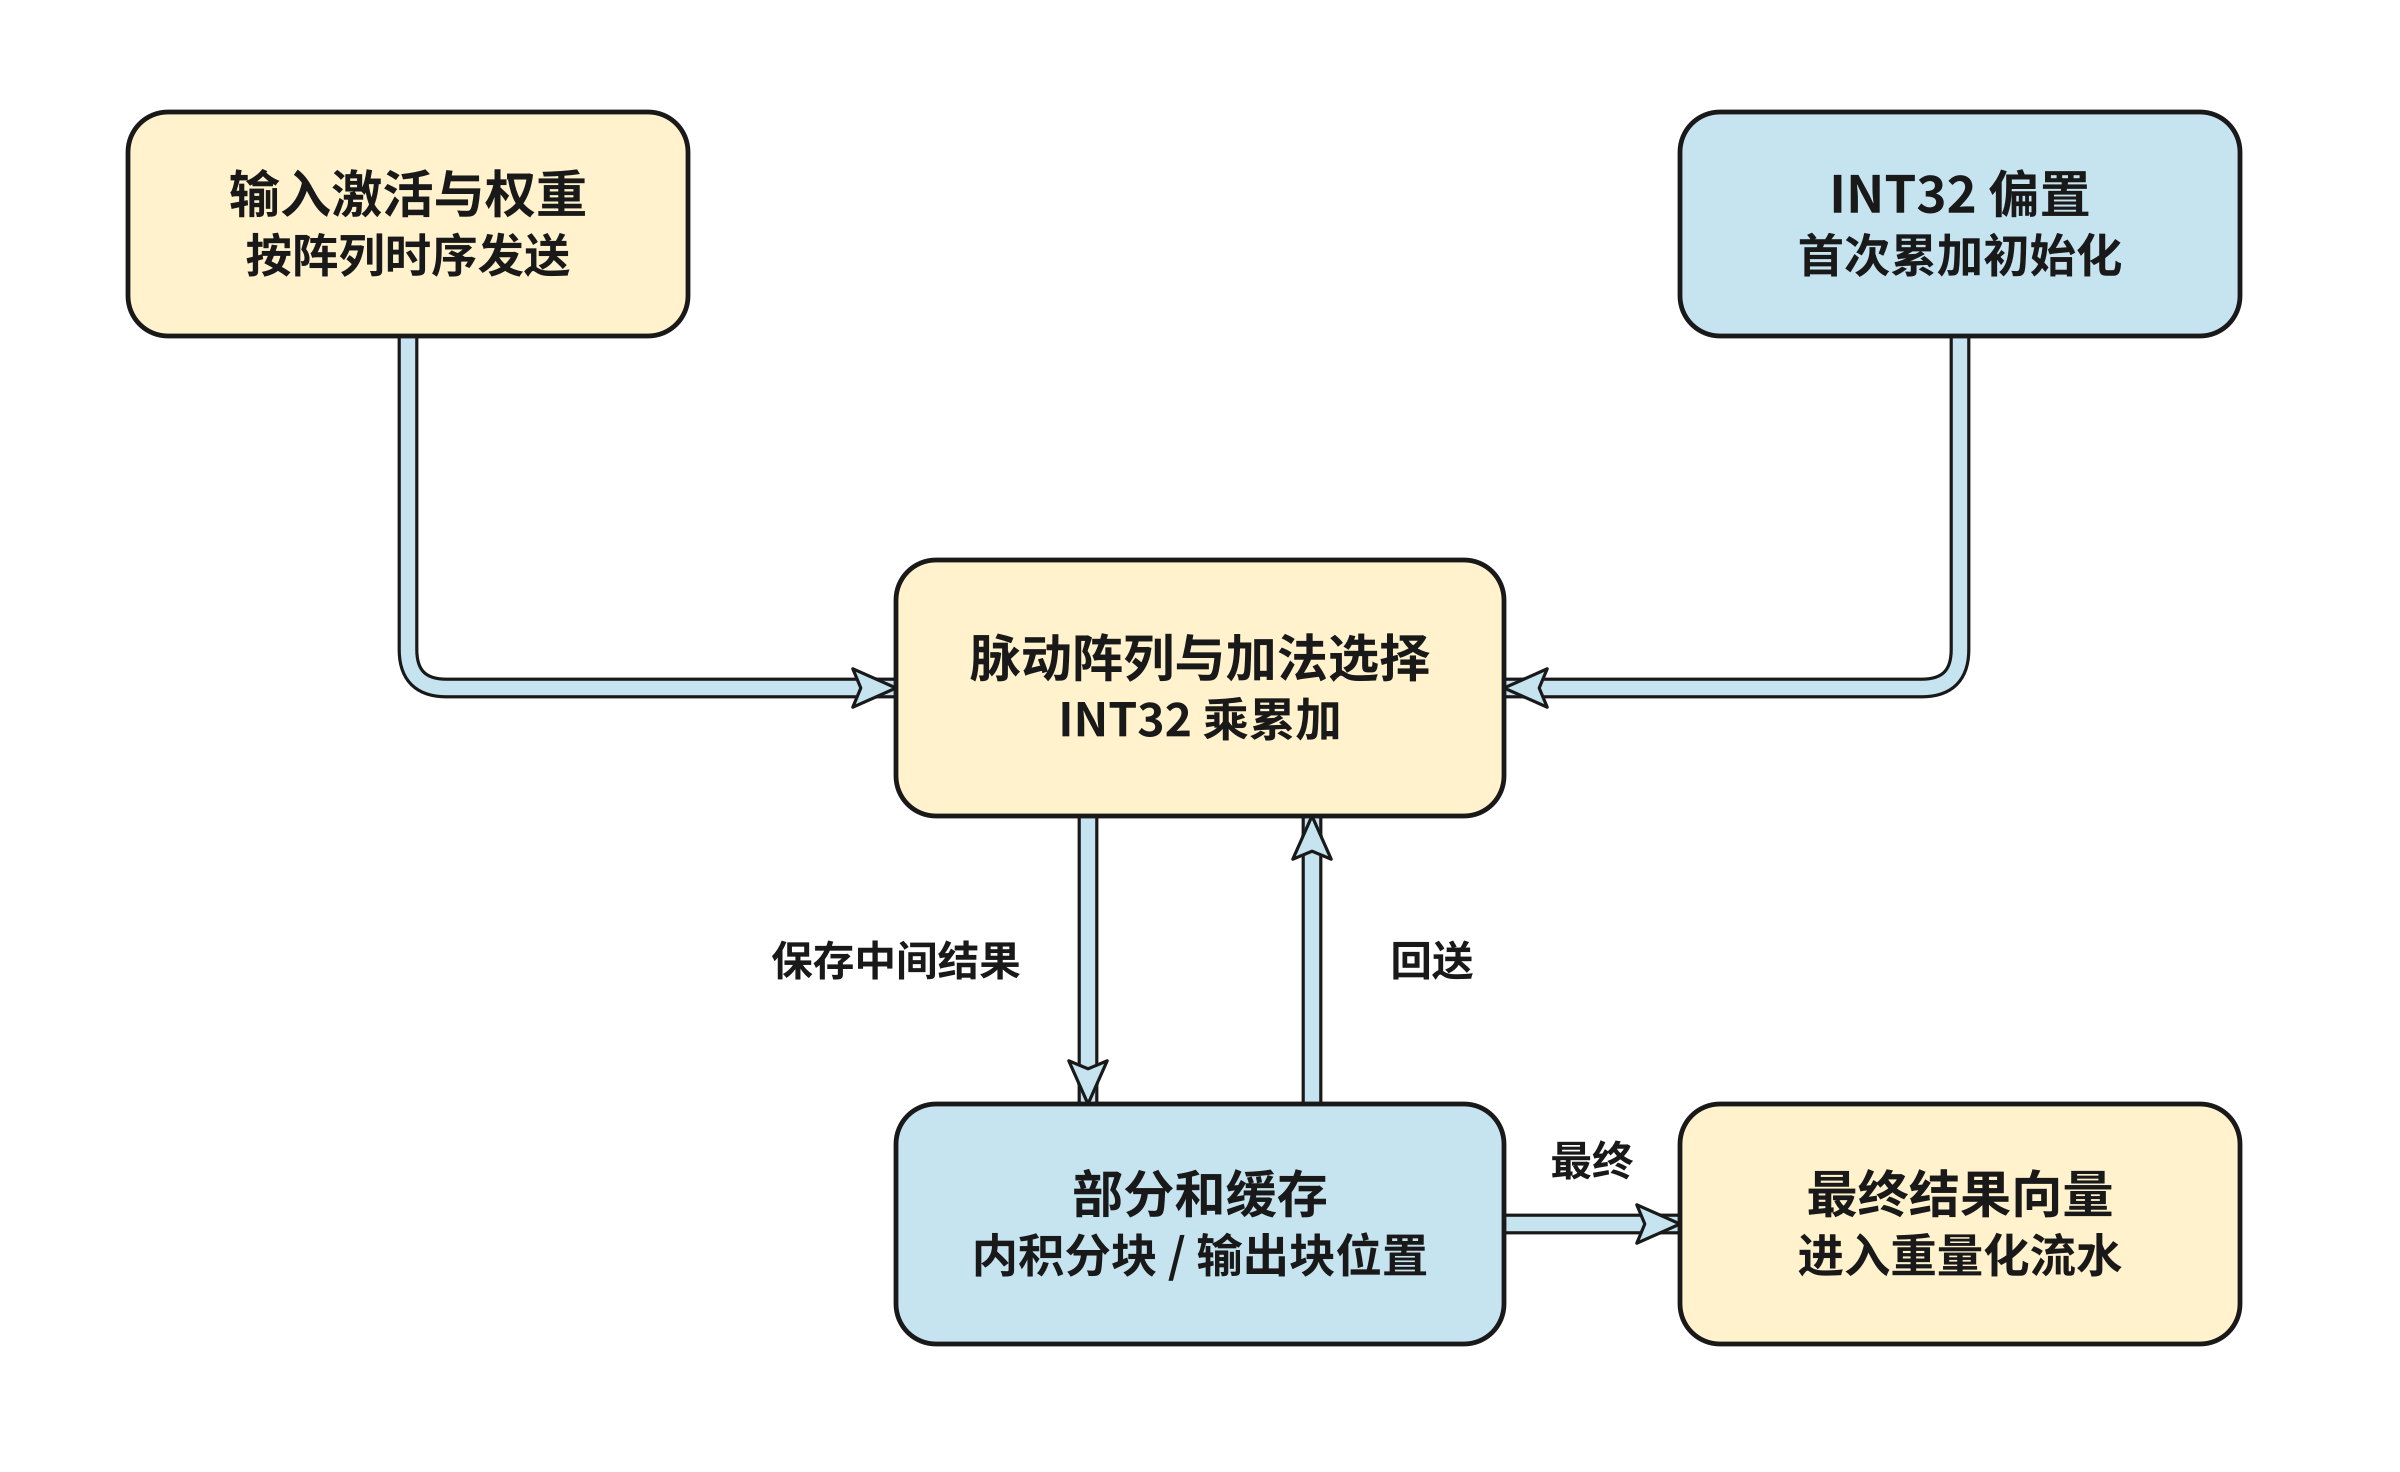 输入激活与权重
按阵列时序发送
INT32 偏置
首次累加初始化
脉动阵列与加法选择
INT32 乘累加
保存中间结果
回送
部分和缓存
内积分块 / 输出块位置
最终
最终结果向量
进入重量化流水